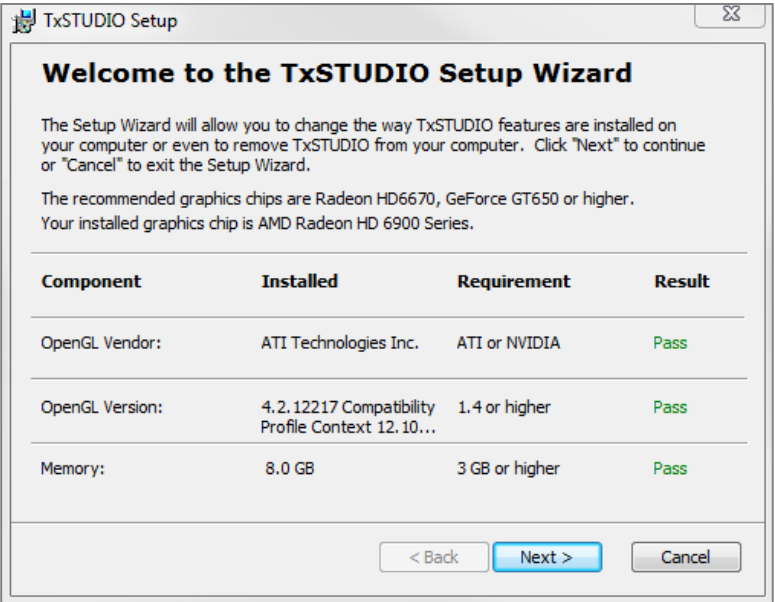 TxSTUDIO Setup
Welcome to the TxSTUDIO Setup Wizard
The Setup Wizard will allow you to change the way TxSTUDIO features are installed on
your computer or even to remove TxSTUDIO from your computer.  Click "Next" to continue
or "Cancel" to exit the Setup Wizard.
The recommended graphics chips are Radeon HD6670, GeForce GT650 or higher.
Your installed graphics chip is AMD Radeon HD 6900 Series.
Component Installed Requirement Result
OpenGL Vendor: ATI Technologies Inc. ATI or NVIDIA Pass
OpenGL Version: 4.2.12217 Compatibility 1.4 or higher Pass
Profile Context 12.10...
Memory: 8.0 GB 3 GB or higher Pass
< Back Next > Cancel